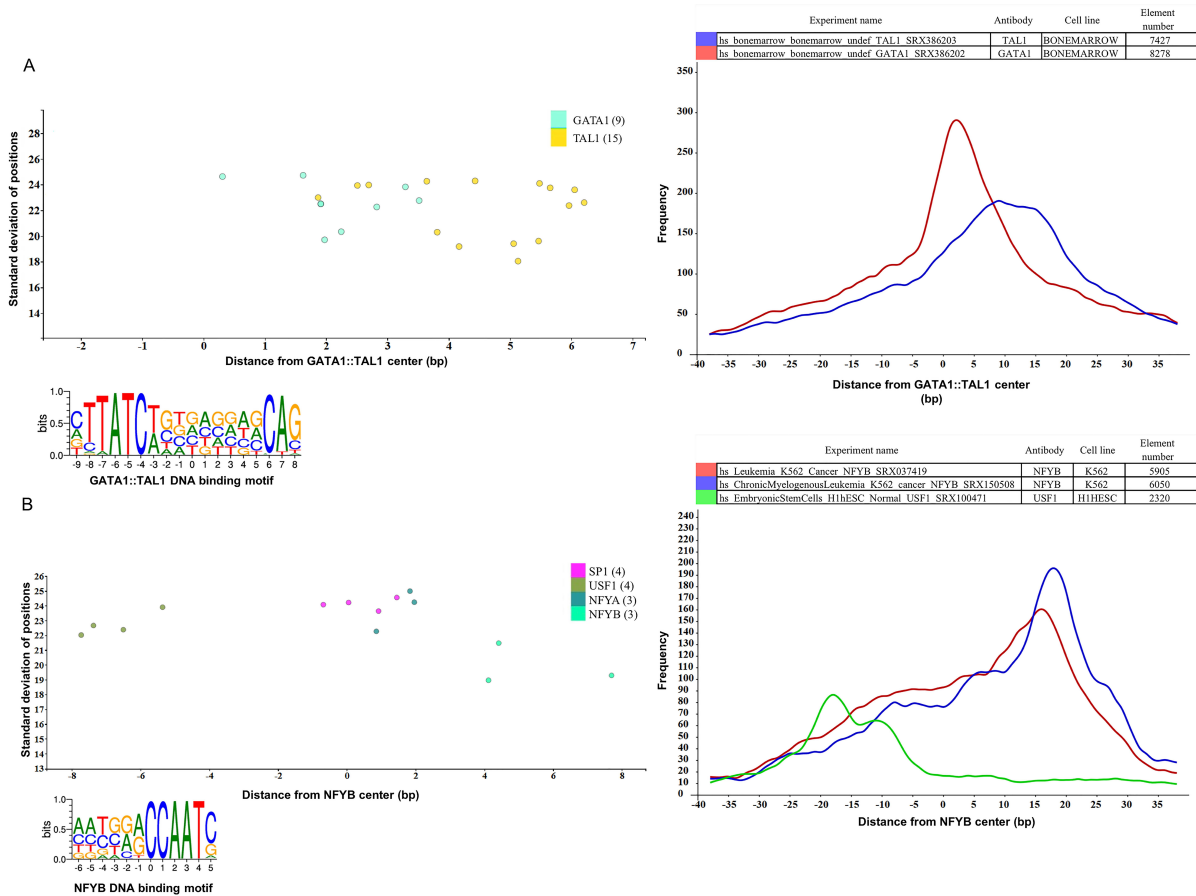 A
GATA1 (9)
TAL1 (15)
Standard deviation of positions
28
26
24
22
20
18
16
14
-2 -1 0 1 2 3 4 5 6 7
Distance from GATA1::TAL1 center (bp)
bits
1.0
0.5
0.0
-9 -8 -7 -6 -5 -4 -3 -2 -1 0 1 2 3 4 5 6 7 8
GATA1::TAL1 DNA binding motif
Experiment name Antibody Cell line Element number
hs_bonemarrow_bonemarrow_undef_TAL1_SRX386203 TAL1 BONEMARROW 7427
hs_bonemarrow_bonemarrow_undef_GATA1_SRX386202 GATA1 BONEMARROW 8278
Frequency
350
300
250
200
150
100
50
0
-40 -35 -30 -25 -20 -15 -10 -5 0 5 10 15 20 25 30 35 40
Distance from GATA1::TAL1 center
(bp)
B
SP1 (4)
USF1 (4)
NFYA (3)
NFYB (3)
Standard deviation of positions
26
25
24
23
22
21
20
19
18
17
16
15
14
13
-8 -6 -4 -2 0 2 4 6 8
Distance from NFYB center (bp)
bits
1.0
0.5
0.0
-6 -5 -4 -3 -2 -1 0 1 2 3 4 5
NFYB DNA binding motif
Experiment name Antibody Cell line Element number
hs_Leukemia_K562_Cancer_NFYB_SRX037419 NFYB K562 5905
hs_ChronicMyelogenousLeukemia_K562_cancer_NFYB_SRX150508 NFYB K562 6050
hs_EmbryonicStemCells_H1hESC_Normal_USF1_SRX100471 USF1 H1HESC 2320
Frequency
240
230
220
210
200
190
180
170
160
150
140
130
120
110
100
90
80
70
60
50
40
30
20
10
0
-40 -35 -30 -25 -20 -15 -10 -5 0 5 10 15 20 25 30 35 40
Distance from NFYB center (bp)